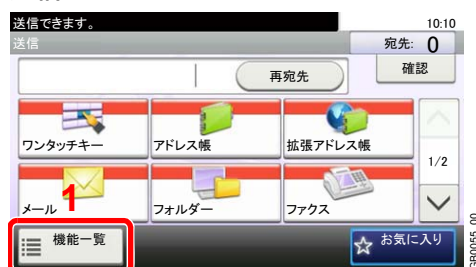 送信できます。 10:10
送信 宛先: 0
再宛先 確認
ワンタッチキー アドレス帳 拡張アドレス帳
1/2
メール 1 フォルダー ファクス
機能一覧 お気に入り